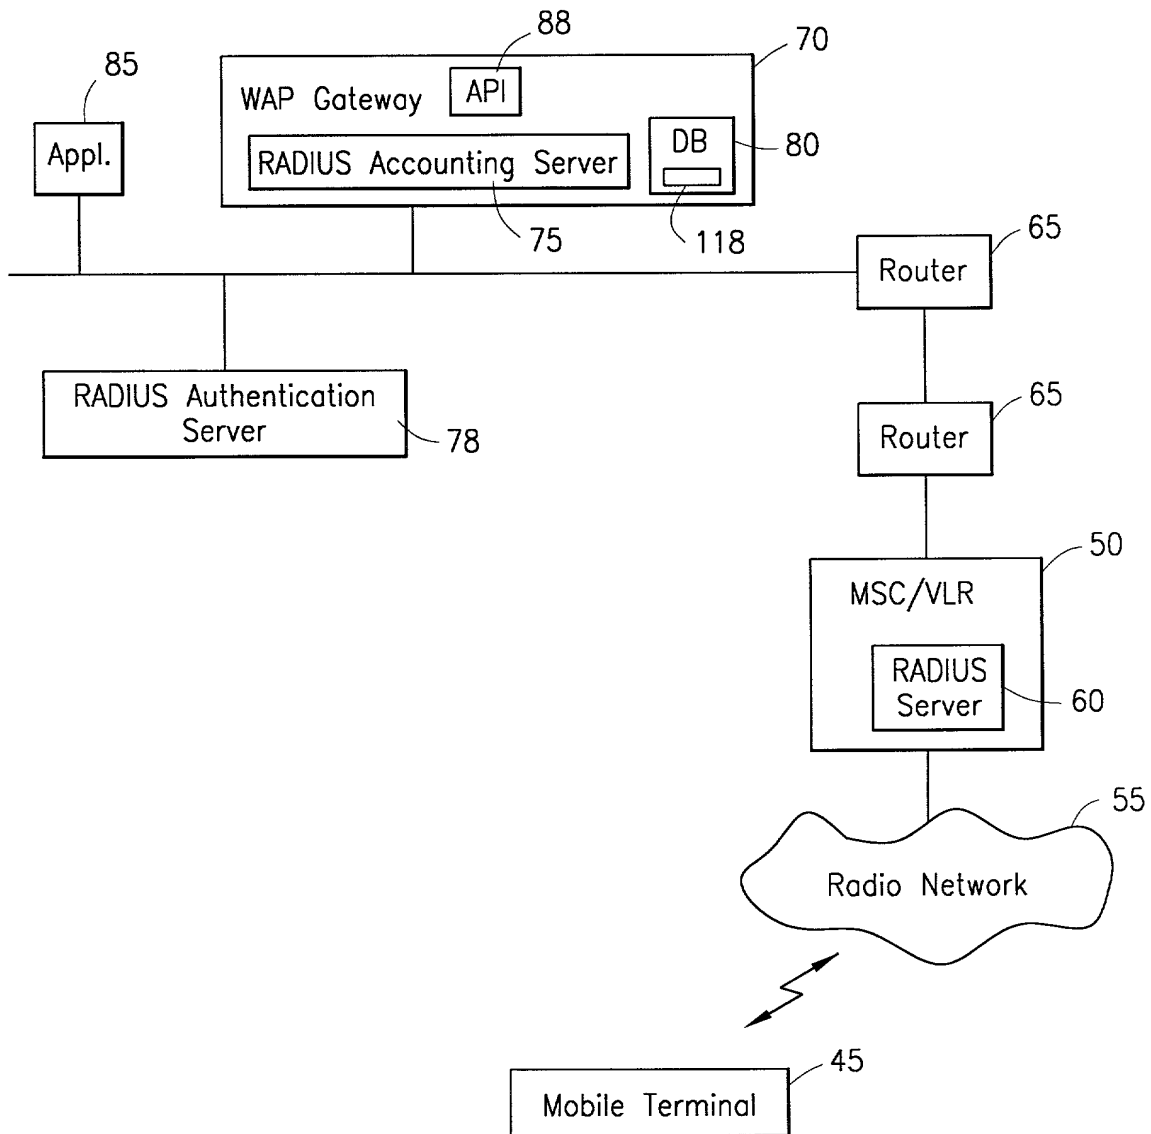 88
70
85
WAP Gateway
API
Appl.
RADIUS Accounting Server
DB
80
75
118
65
Router
RADIUS Authentication
Server
78
65
Router
50
MSC/VLR
RADIUS
Server
60
55
Radio Network
45
Mobile Terminal